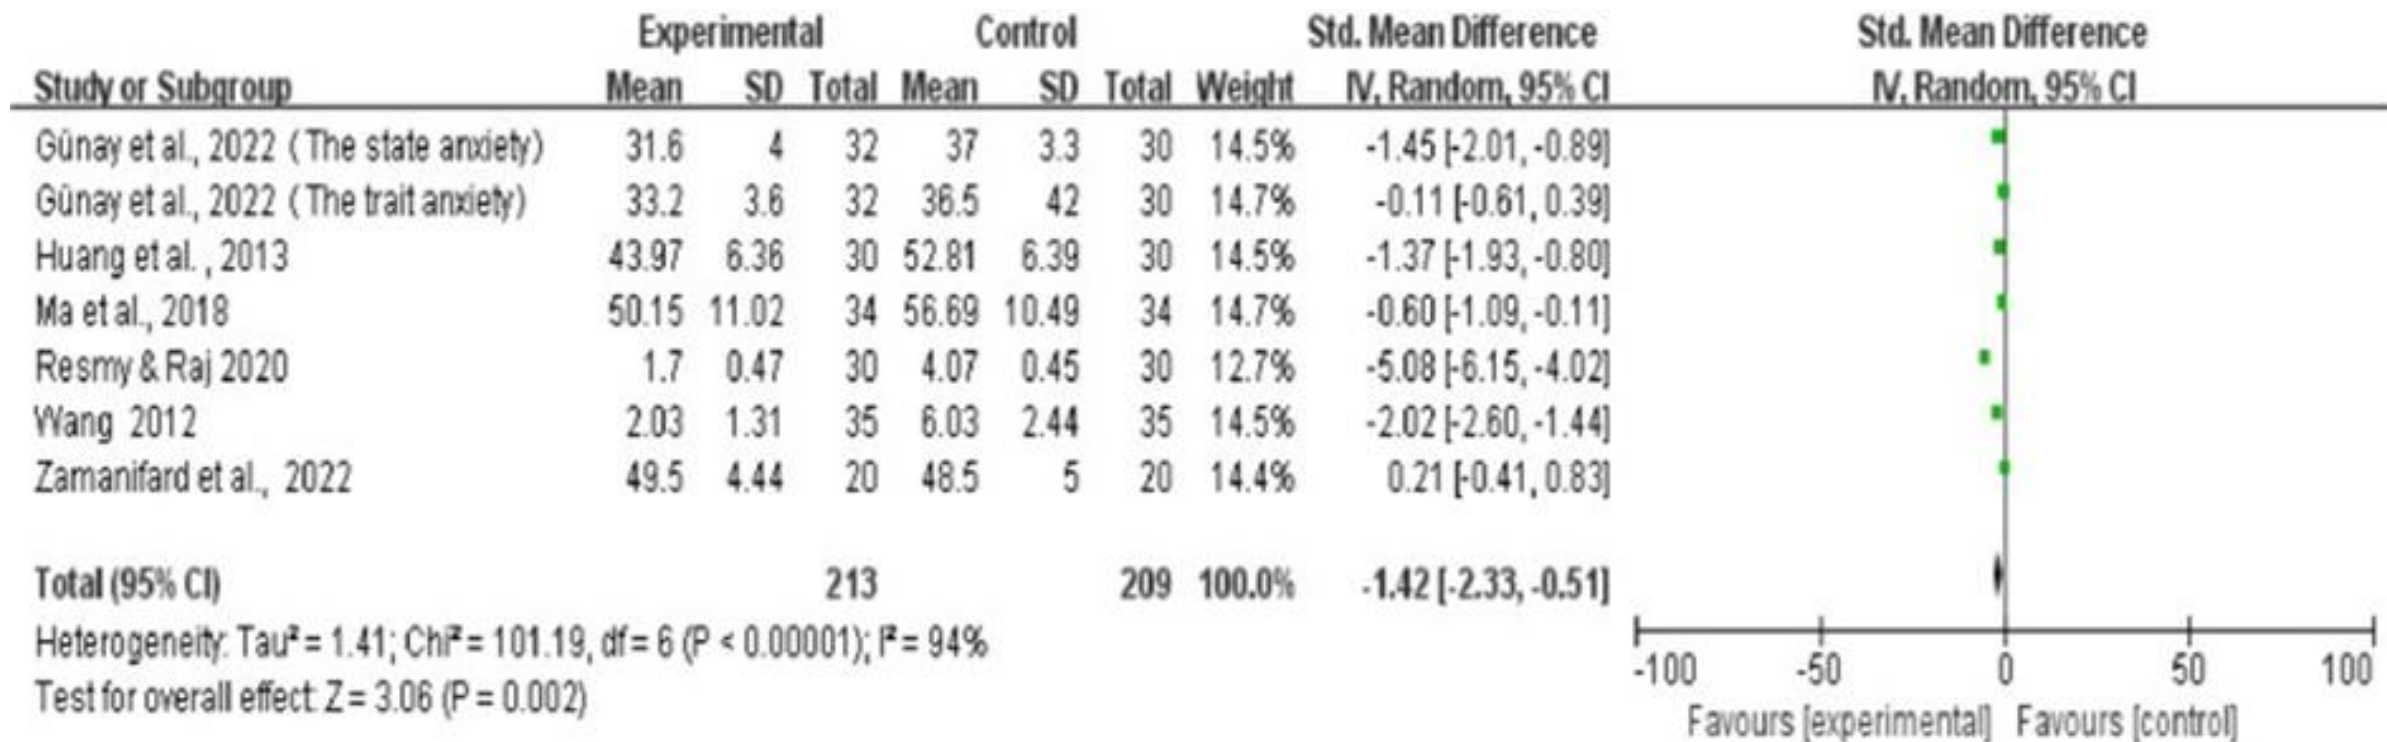 Experimental Control Std. Mean Difference Std. Mean Difference
Study or Subgroup Mean SD Total Mean SD Total Weight IV, Random, 95% CI IV, Random, 95% CI
Günay et al., 2022 ( The state anxiety) 31.6 4 32 37 3.3 30 14.5% -1.45 [-2.01, -0.89]
Günay et al., 2022 ( The trait anxiety) 33.2 3.6 32 36.5 42 30 14.7% -0.11 [-0.61, 0.39]
Huang et al. , 2013 43.97 6.36 30 52.81 6.39 30 14.5% -1.37 [-1.93, -0.80]
Ma et al., 2018 50.15 11.02 34 56.69 10.49 34 14.7% -0.60 [-1.09, -0.11]
Resmy & Raj 2020 1.7 0.47 30 4.07 0.45 30 12.7% -5.08 [-6.15, -4.02]
Wang 2012 2.03 1.31 35 6.03 2.44 35 14.5% -2.02 [-2.60, -1.44]
Zamanifard et al., 2022 49.5 4.44 20 48.5 5 20 14.4% 0.21 [-0.41, 0.83]
Total (95% CI) 213 209 100.0% -1.42 [-2.33, -0.51]
Heterogeneity: Tau² = 1.41; Chi² = 101.19, df = 6 (P < 0.00001); I² = 94%
Test for overall effect: Z = 3.06 (P = 0.002)
-100 -50 0 50 100
Favours [experimental] Favours [control]